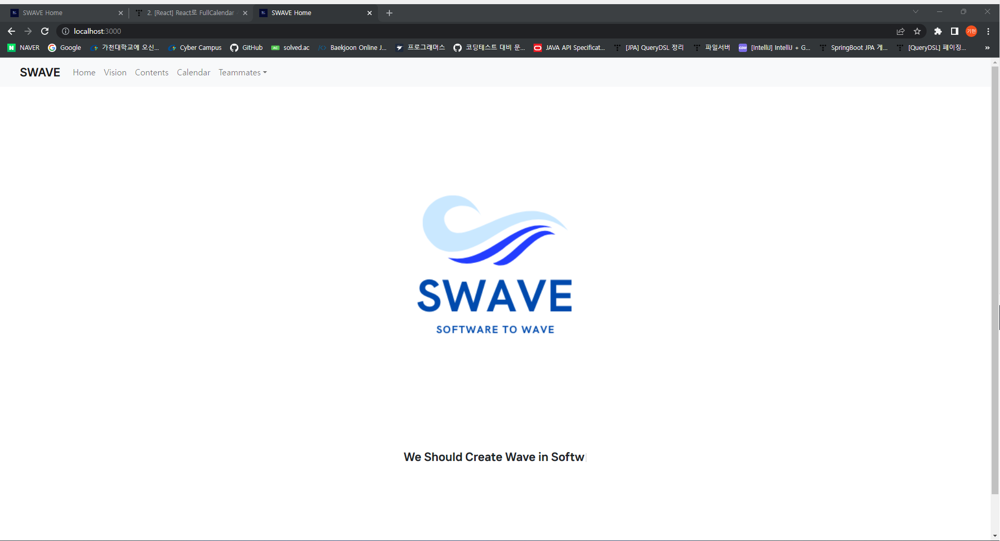 SWAVE Home
2. [React] React로 FullCalendar
SWAVE Home
localhost:3000
기현
NAVER
Google
가천대학교에 오신...
Cyber Campus
GitHub
AC solved.ac
Baekjoon Online J...
프로그래머스
코딩테스트 대비 문...
JAVA API Specificat...
[JPA] QueryDSL 정리
파일서버
GDH [IntelliJ] IntelliJ + G...
SpringBoot JPA 게...
[QueryDSL] 페이징...
SWAVE Home Vision Contents Calendar Teammates
SWAVE
SOFTWARE TO WAVE
We Should Create Wave in Softw